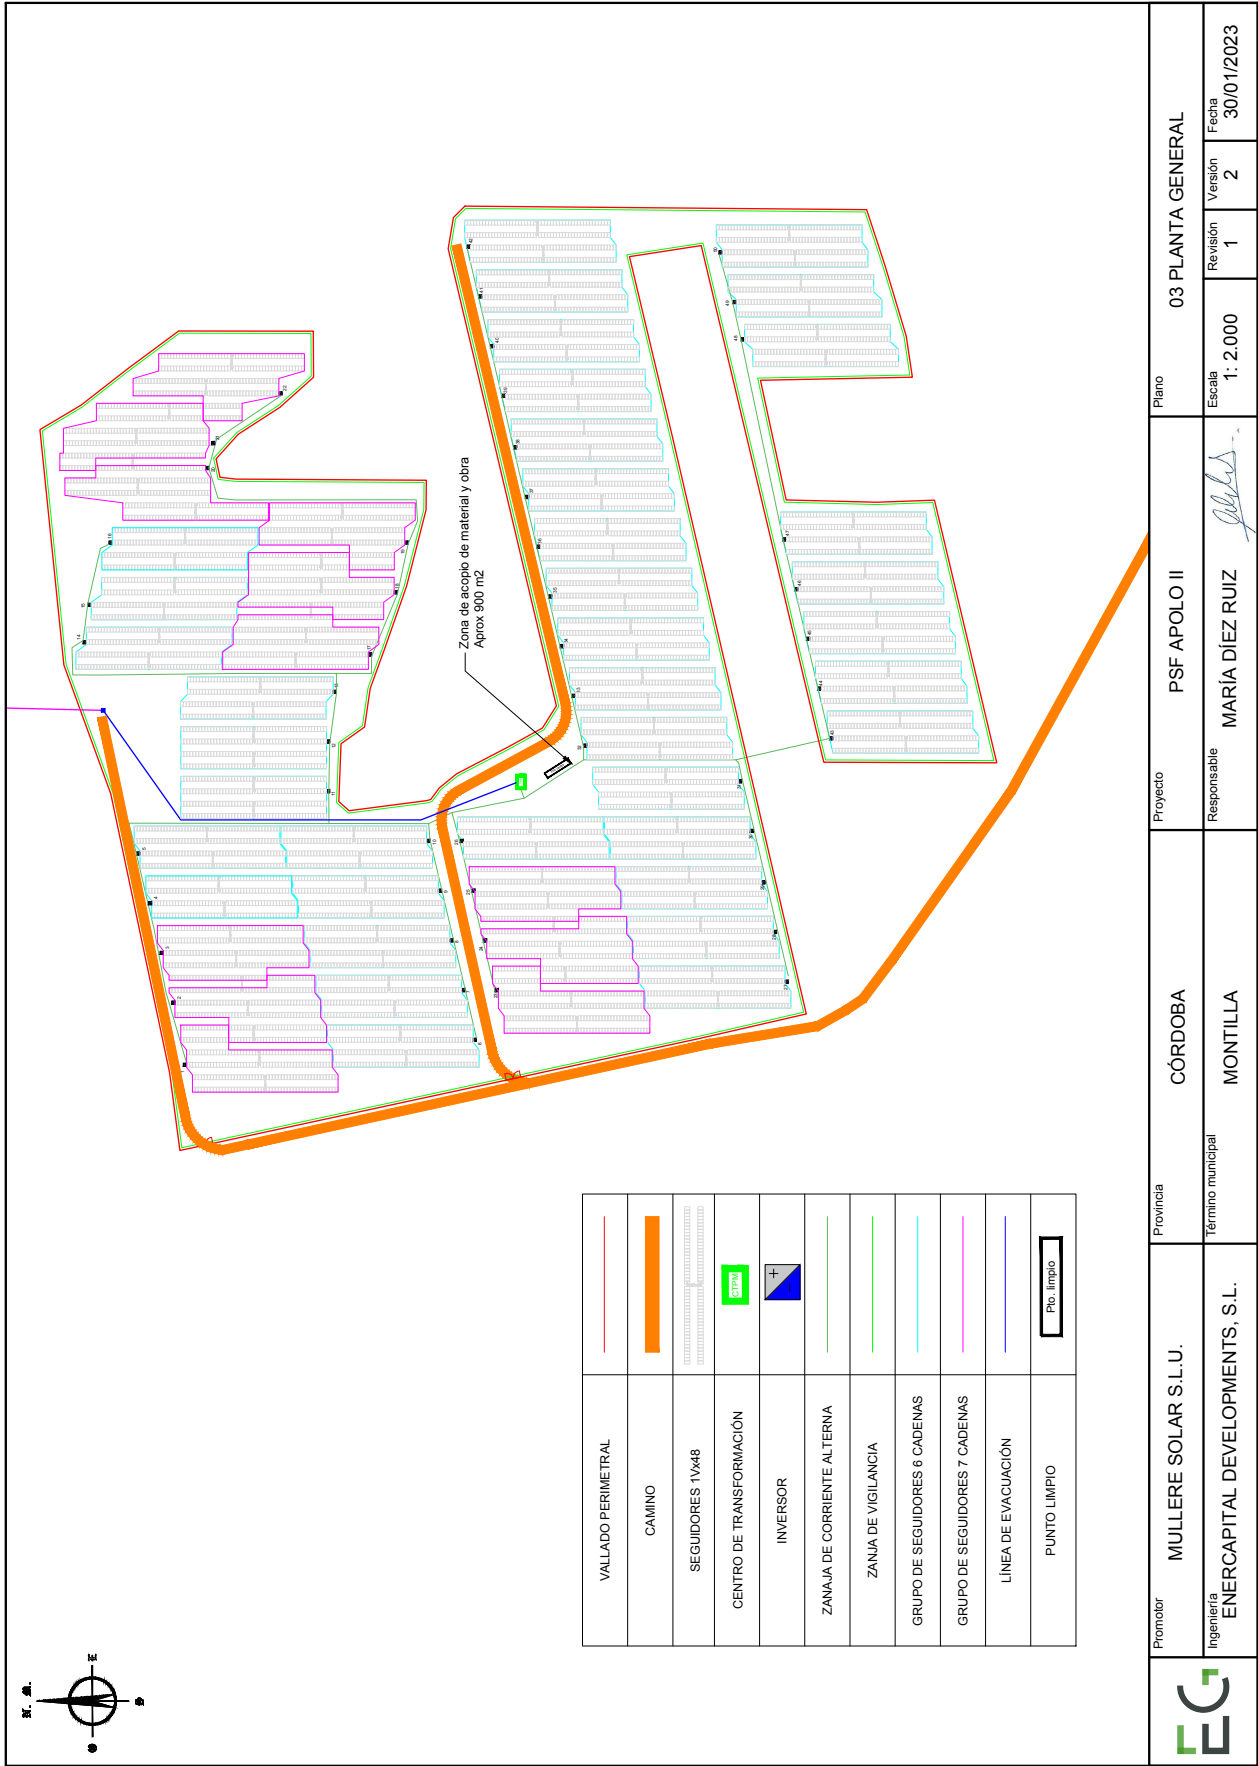 Zona de acopio de material y obra
Aprox 900 m2
VALLADO PERIMETRAL
CAMINO
SEGUIDORES 1Vx48
CENTRO DE TRANSFORMACIÓN
CTPM
INVERSOR
+
-
ZANAJA DE CORRIENTE ALTERNA
ZANJA DE VIGILANCIA
GRUPO DE SEGUIDORES 6 CADENAS
GRUPO DE SEGUIDORES 7 CADENAS
LÍNEA DE EVACUACIÓN
PUNTO LIMPIO
Pto. limpio
Promotor
MULLERE SOLAR S.L.U.
Ingeniería
ENERCAPITAL DEVELOPMENTS, S.L.
Provincia
CÓRDOBA
Término municipal
MONTILLA
Proyecto
PSF APOLO II
Responsable
MARÍA DÍEZ RUIZ
Plano
03 PLANTA GENERAL
Escala
1: 2.000
Revisión
1
Versión
2
Fecha
30/01/2023